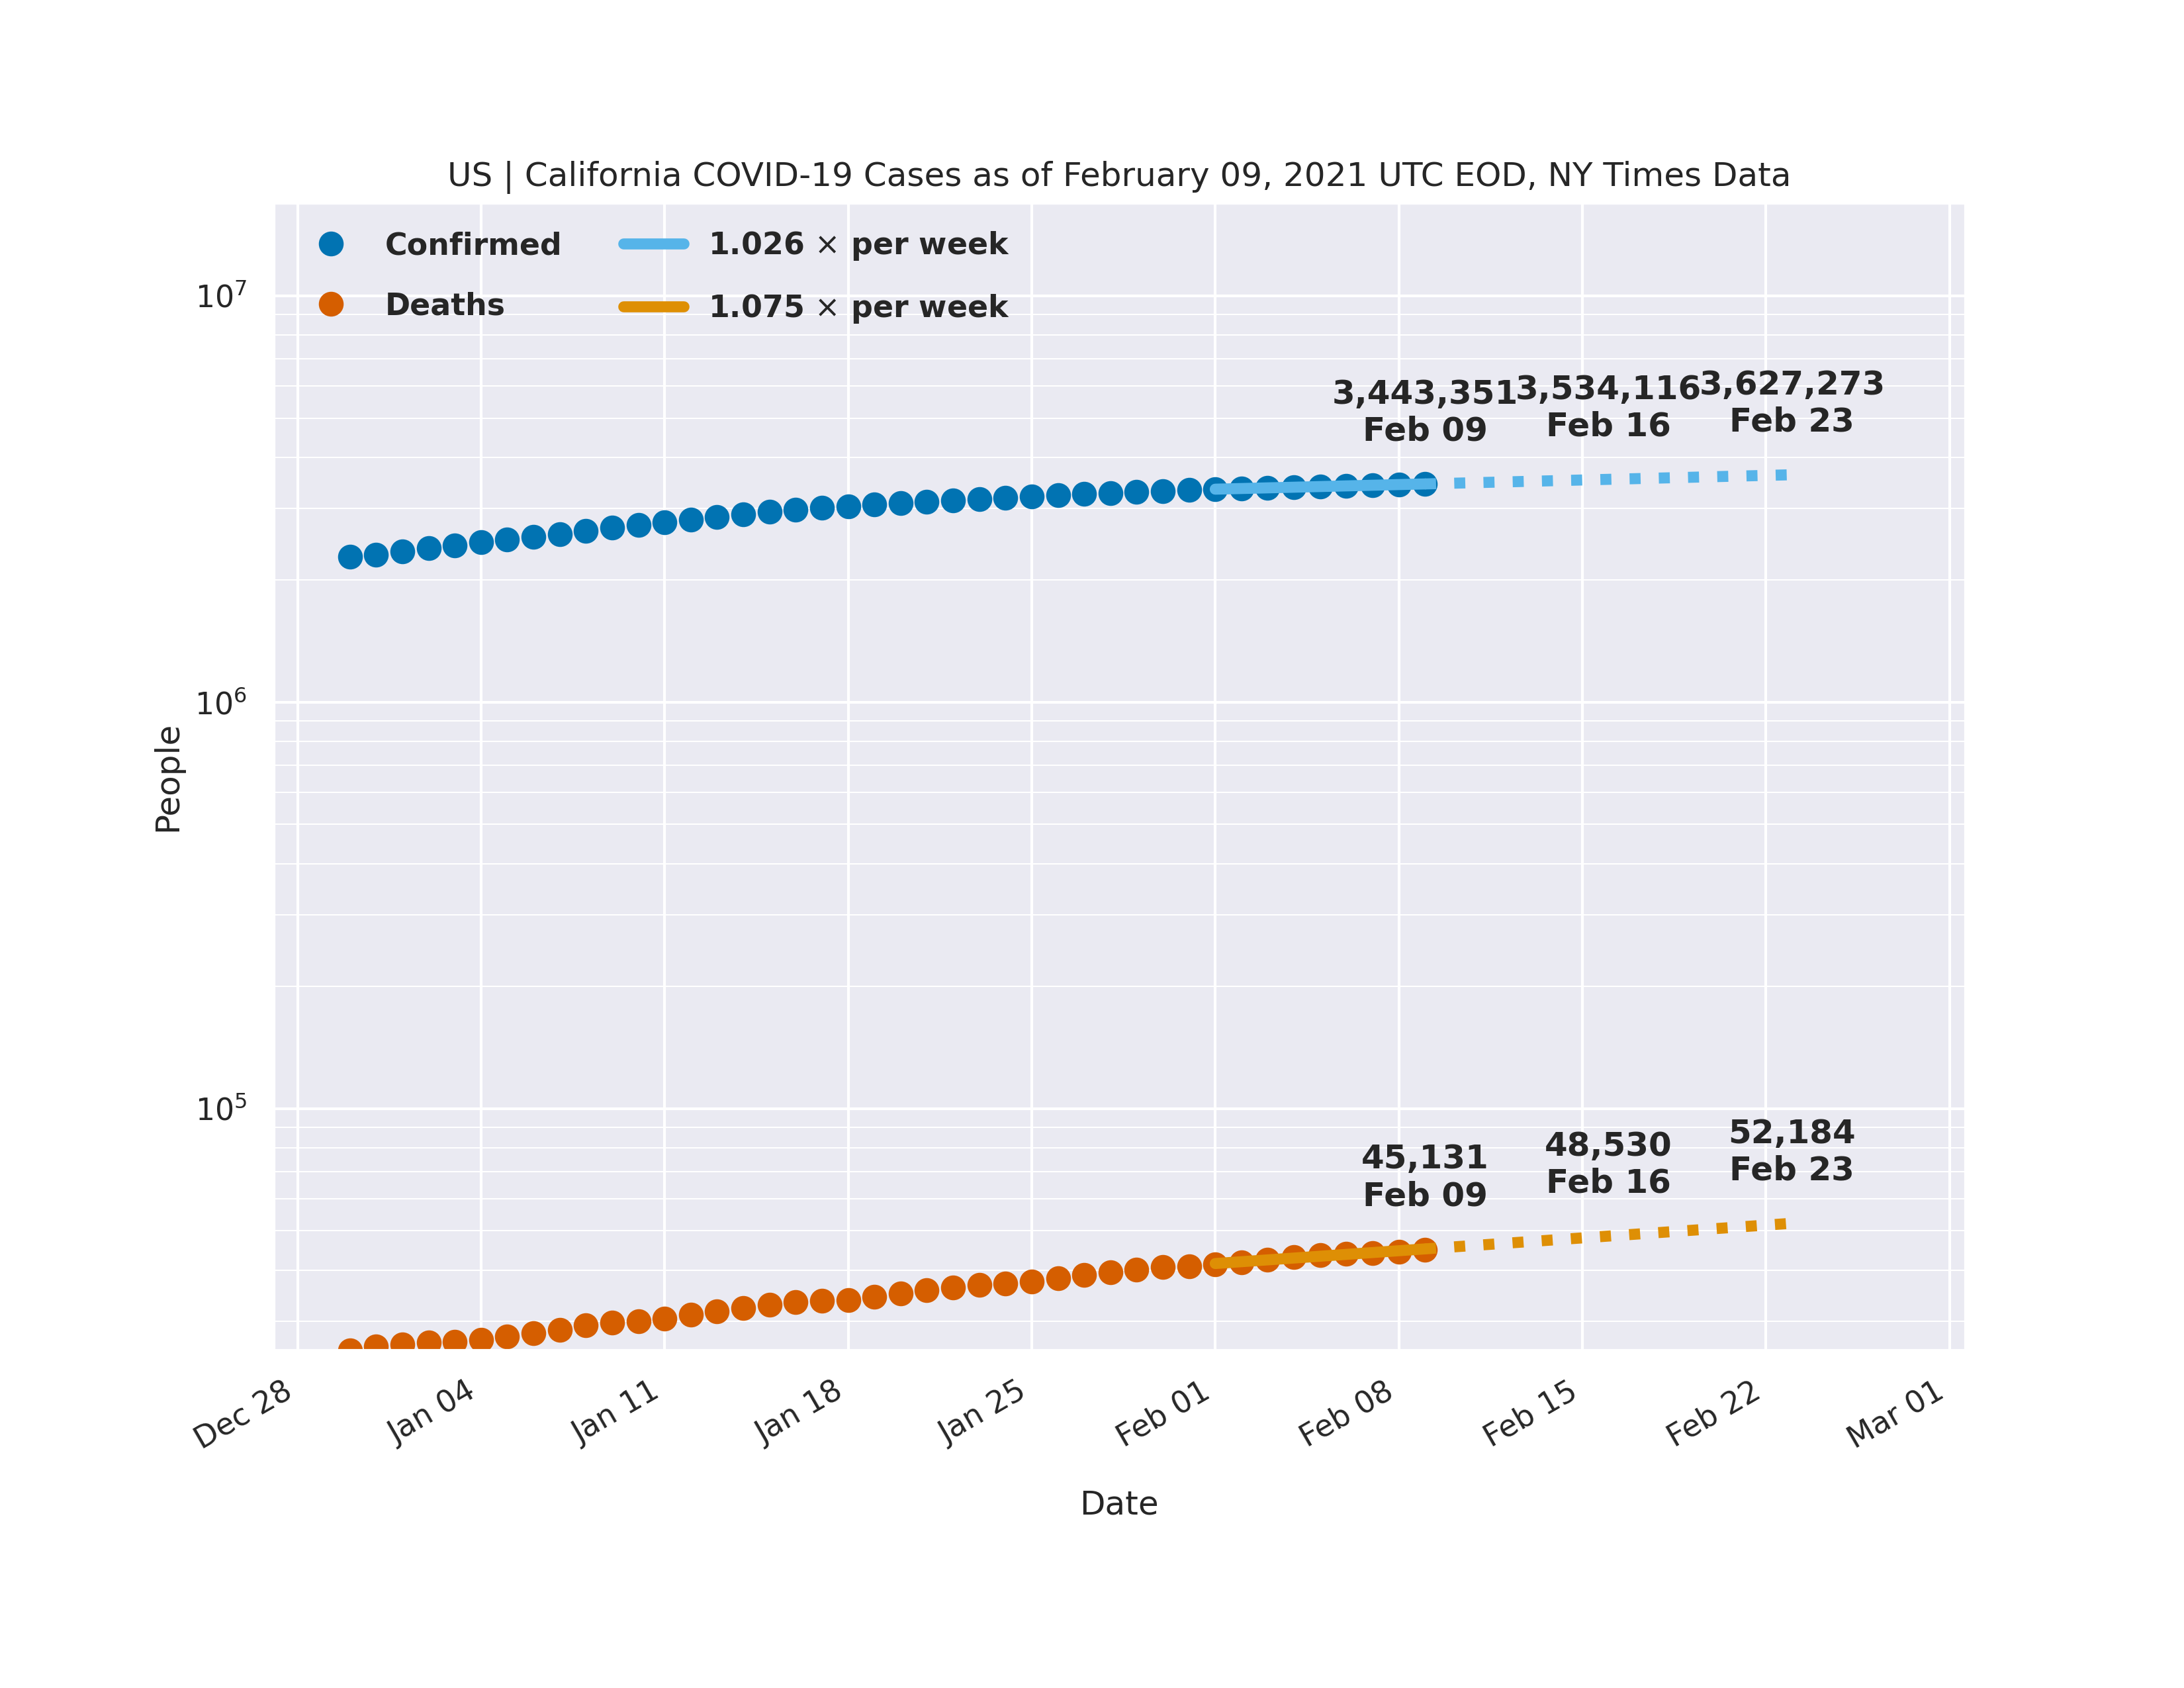 US | California COVID-19 Cases as of February 09, 2021 UTC EOD, NY Times Data
Confirmed
Deaths
1.026 × per week
1.075 × per week
10⁷
10⁶
10⁵
People
3,443,351
Feb 09
3,534,116
Feb 16
3,627,273
Feb 23
45,131
Feb 09
48,530
Feb 16
52,184
Feb 23
Dec 28
Jan 04
Jan 11
Jan 18
Jan 25
Feb 01
Feb 08
Feb 15
Feb 22
Mar 01
Date